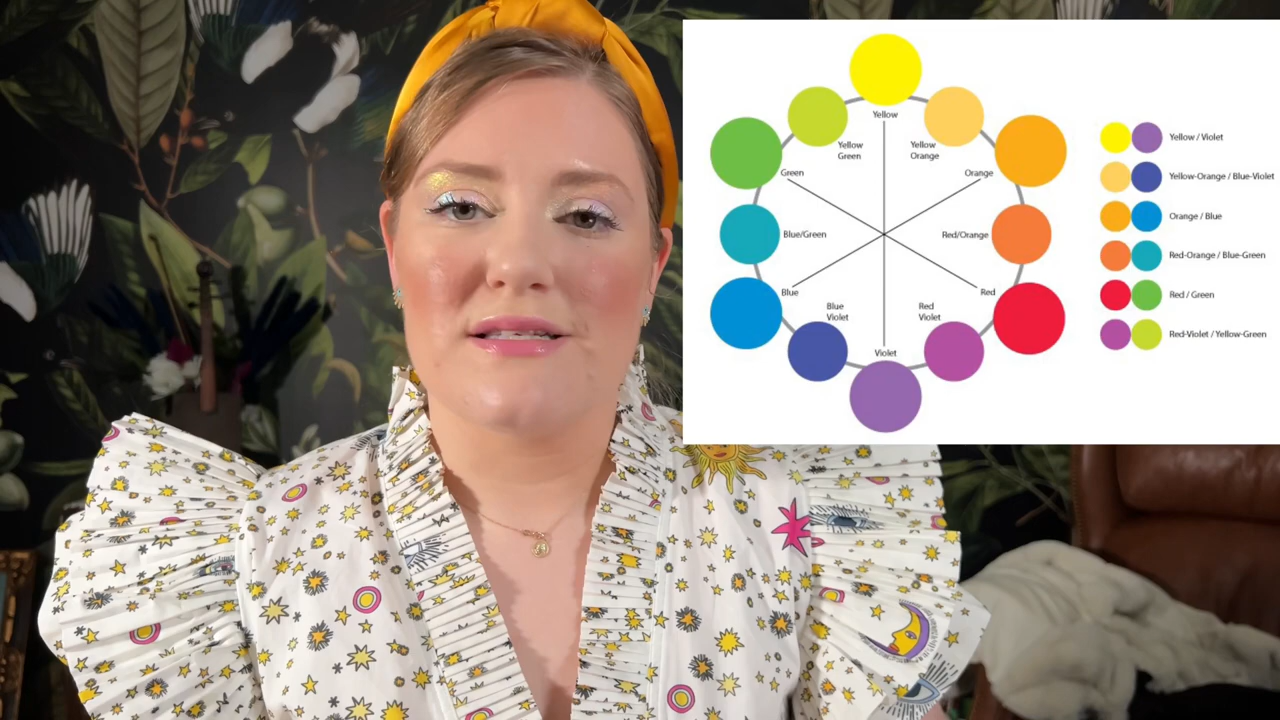 Yellow
Yellow
Green
Yellow
Orange
Green
Orange
Blue/Green
Red/Orange
Blue
Red
Blue
Violet
Red
Violet
Violet
Yellow / Violet
Yellow-Orange / Blue-Violet
Orange / Blue
Red-Orange / Blue-Green
Red / Green
Red-Violet / Yellow-Green